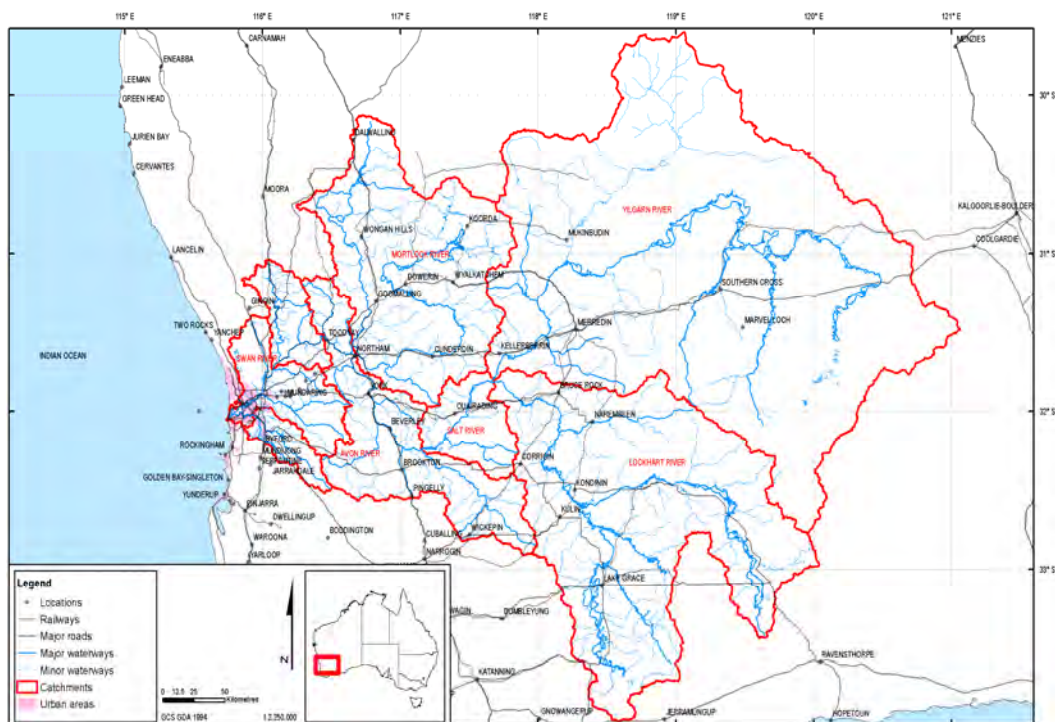 115° E
116° E
117° E
118° E
119° E
120° E
121° E
CARNAMAH
MENZIES
ENEABBA
LEEMAN
30° S
GREEN HEAD
DALWALLINU
JURIEN BAY
CERVANTES
MOORA
YILGARN RIVER
KALGOORLIE-BOULDER
KOORDA
WONGAN HILLS
MUKINBUDIN
COOLGARDIE
LANCELIN
MORTLOCK RIVER
31° S
DOWERIN
WYALKATCHEM
SOUTHERN CROSS
GOOMALLING
GINGIN
MARVEL LOCH
TWO ROCKS
YANCHEP
TOODYAY
MERREDIN
INDIAN OCEAN
SWAN RIVER
NORTHAM
CUNDERDIN
KELLERBERRIN
MUNDARING
YORK
BRUCE ROCK
QUAIRADING
32° S
NAREMBEEN
BEVERLEY
SALT RIVER
BYFORD
ROCKINGHAM
MUNDIJONG
AVON RIVER
SERPENTINE
BROOKTON
CORRIGIN
LOCKHART RIVER
JARRAHDALE
GOLDEN BAY-SINGLETON
KONDININ
YUNDERUP
PINGELLY
PINJARRA
KULIN
DWELLINGUP
BODDINGTON
WICKEPIN
WAROONA
CUBALLING
YARLOOP
NARROGIN
33° S
LAKE GRACE
WAGIN
DUMBLEYUNG
RAVENSTHORPE
KATANNING
GNOWANGERUP
JERRAMUNGUP
HOPETOUN
Legend
Locations
Railways
Major roads
Major waterways
Minor waterways
Catchments
Urban areas
N
0 12.5 25 50
Kilometres
GCS GDA 1994
1:2,250,000